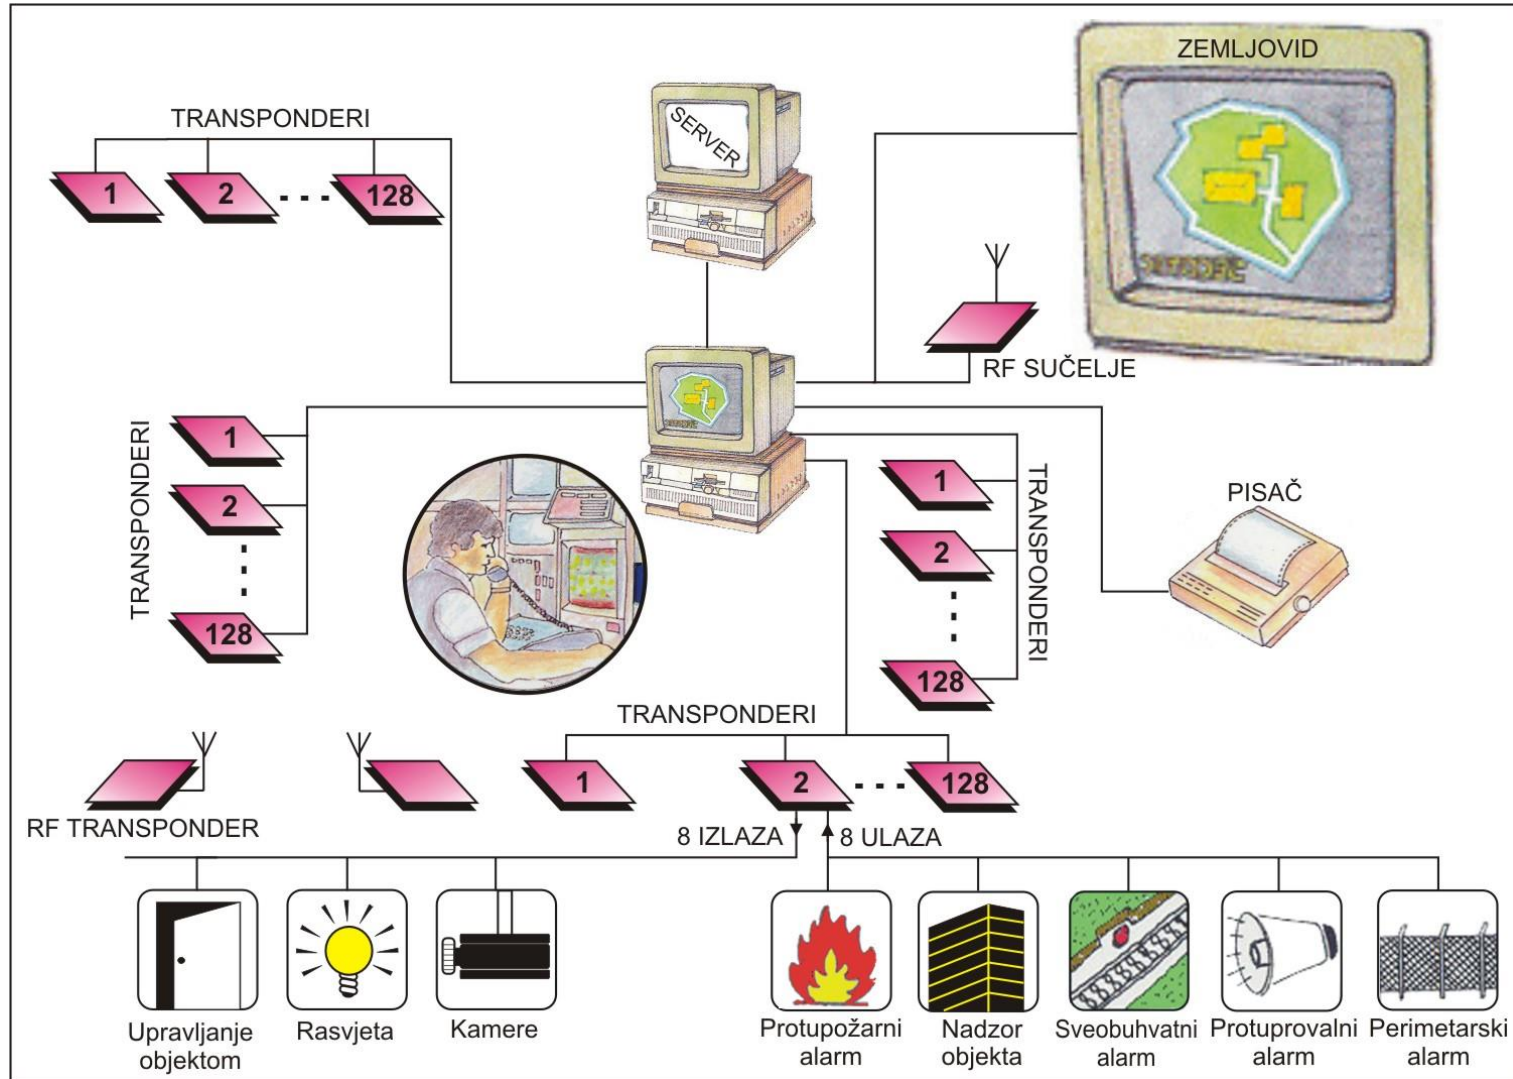 ZEMLJOVID
TRANSPONDERI
SERVER
1
2
128
RF SUČELJE
TRANSPONDERI
1
2
128
TRANSPONDERI
1
2
128
PISAČ
TRANSPONDERI
1
2
128
RF TRANSPONDER
8 IZLAZA
8 ULAZA
Upravljanje
objektom
Rasvjeta
Kamere
Protupožarni
alarm
Nadzor
objekta
Sveobuhvatni
alarm
Protuprovalni
alarm
Perimetarski
alarm